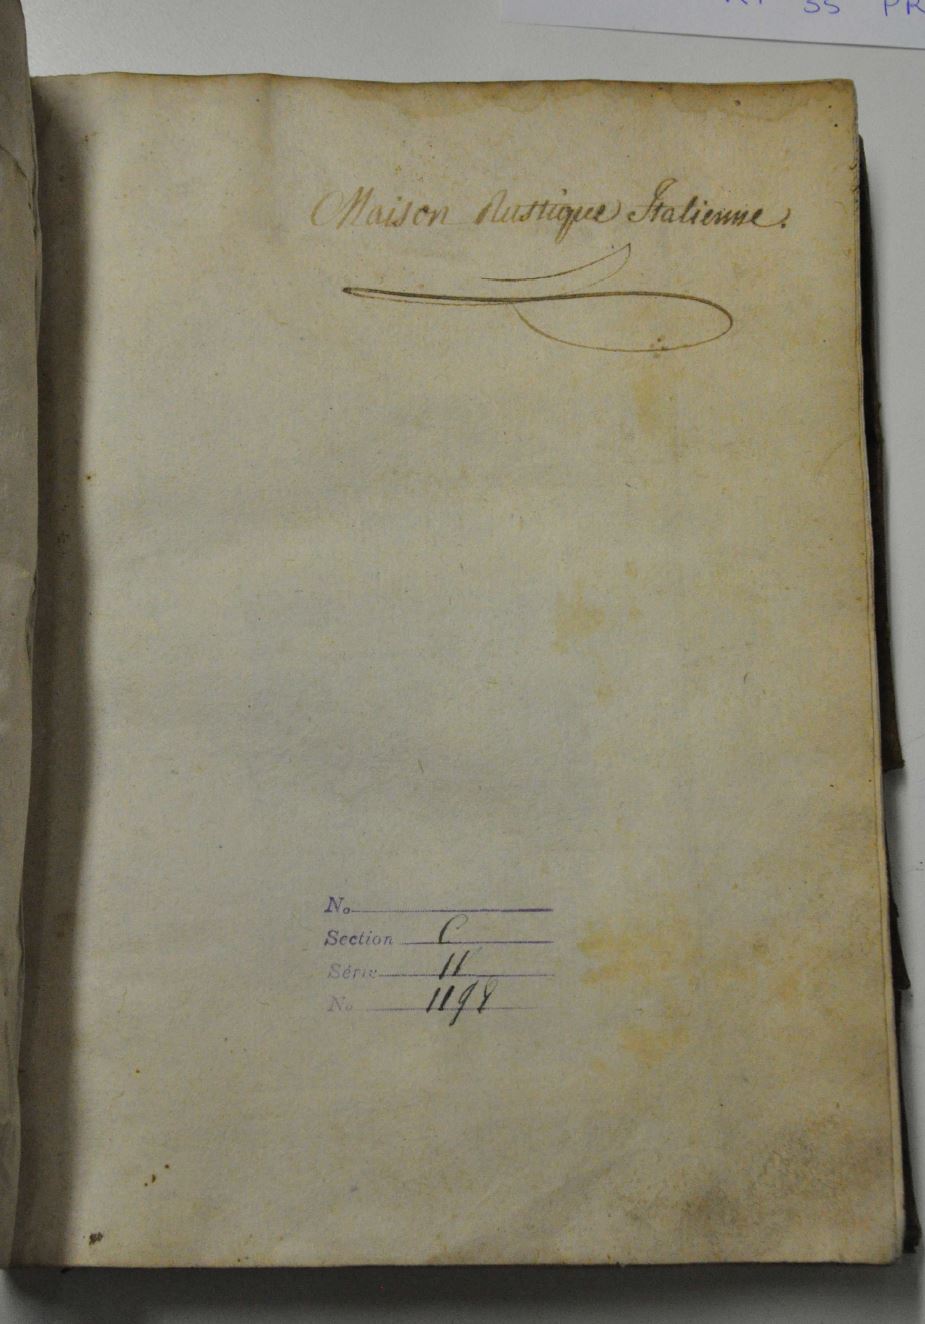 Maison Rustique Italienne.
No
Section C
Série 11
No 1198